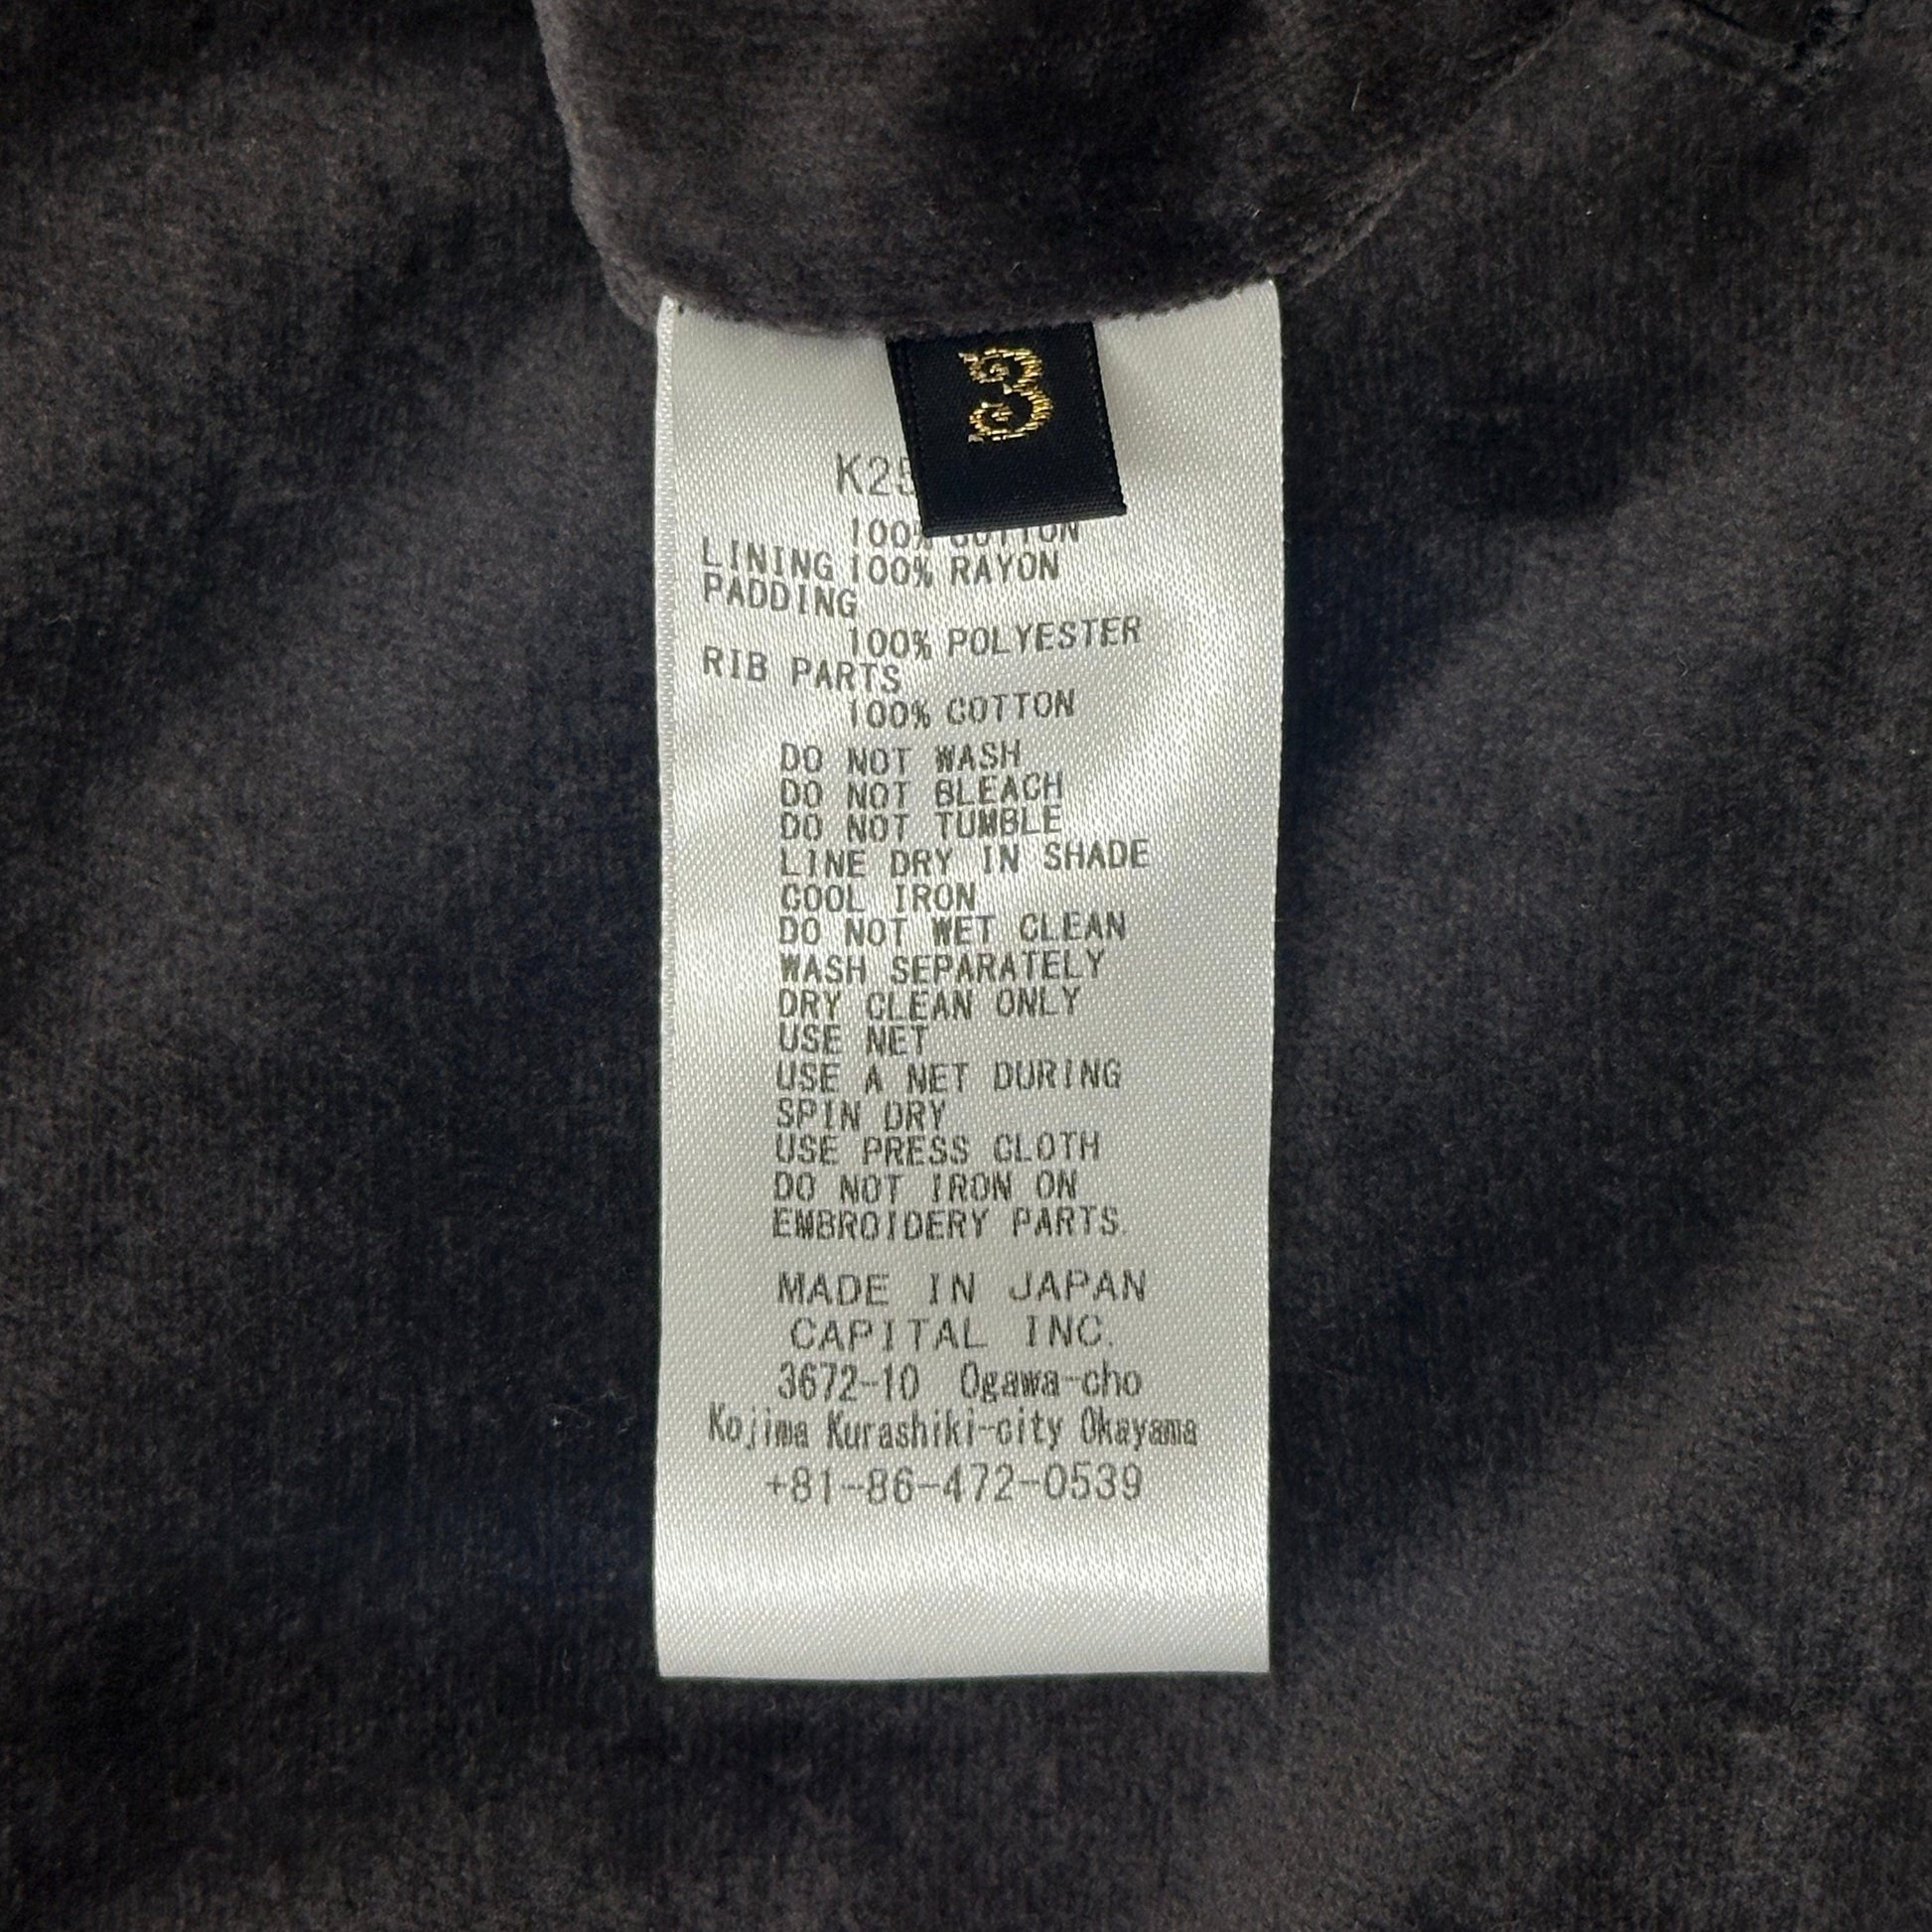 3
K25
100% COTTON
LINING 100% RAYON
PADDING
100% POLYESTER
RIB PARTS
100% COTTON
DO NOT WASH
DO NOT BLEACH
DO NOT TUMBLE
LINE DRY IN SHADE
COOL IRON
DO NOT WET CLEAN
WASH SEPARATELY
DRY CLEAN ONLY
USE NET
USE A NET DURING
SPIN DRY
USE PRESS CLOTH
DO NOT IRON ON
EMBROIDERY PARTS.
MADE IN JAPAN
CAPITAL INC.
3672-10 Ogawa-cho
Kojima Kurashiki-city Okayama
+81-86-472-0539